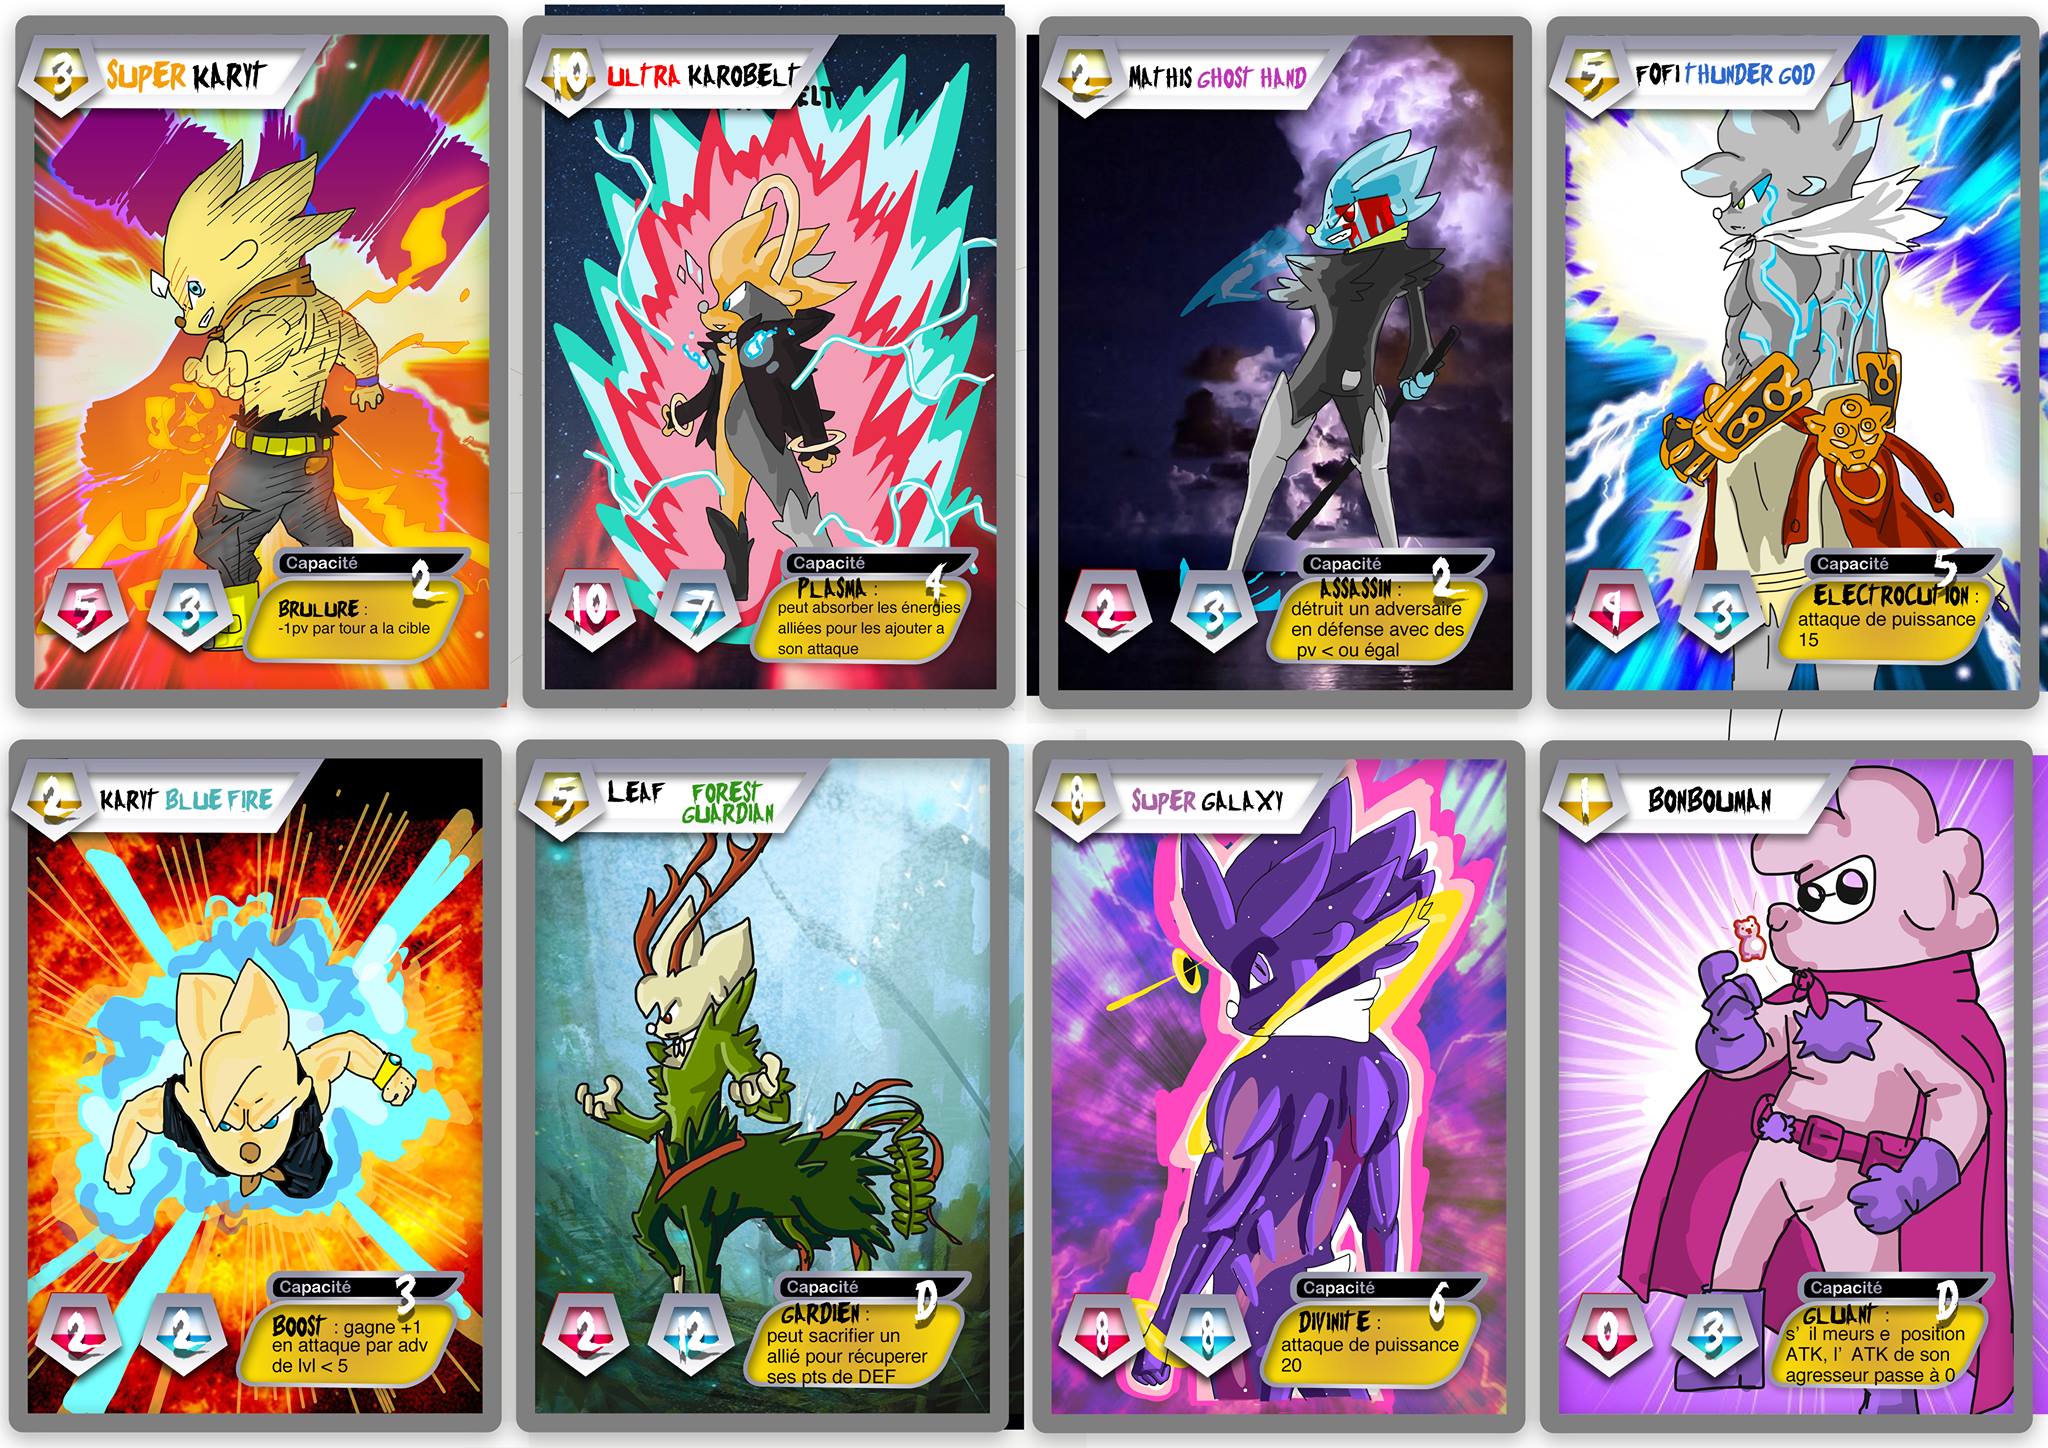 3 SUPER KARYT
Capacité 2
BRULURE :
-1pv par tour a la cible
5 3
10 ULTRA KAROBELT
ELT
Capacité 4
PLASMA :
peut absorber les énergies
alliées pour les ajouter a
son attaque
10 7
2 MATHIS GHOST HAND
Capacité 2
ASSASSIN :
détruit un adversaire
en défense avec des
pv < ou égal
2 3
5 FOFI THUNDER GOD
Capacité 5
ELECTROCUTION :
attaque de puissance
15
9 3
2 KARYT BLUE FIRE
Capacité 3
BOOST : gagne +1
en attaque par adv
de lvl < 5
2 2
5 LEAF FOREST
GUARDIAN
Capacité D
GARDIEN :
peut sacrifier un
allié pour récuperer
ses pts de DEF
2 12
8 SUPER GALAXY
Capacité 6
DIVINITE :
attaque de puissance
20
8 8
1 BONBOUMAN
Capacité D
GLUANT :
s' il meurs e position
ATK, l' ATK de son
agresseur passe à 0
0 3